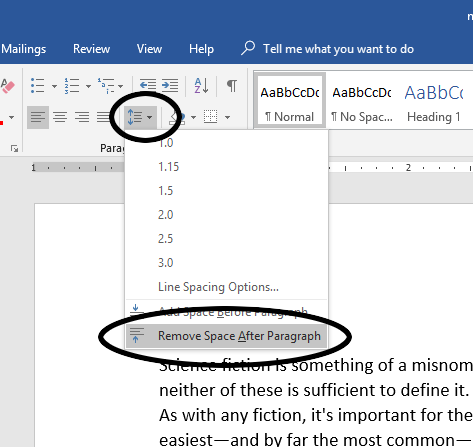 Mailings Review View Help Tell me what you want to do
AaBbCcDc AaBbCcDc AaBbCc
¶ Normal ¶ No Spac... Heading 1
Parag
1 2
1.0
1.15
1.5
2.0
2.5
3.0
Line Spacing Options...
Add Space Before Paragraph
Remove Space After Paragraph
Science fiction is something of a misnom
neither of these is sufficient to define it.
As with any fiction, it's important for the
easiest—and by far the most common—